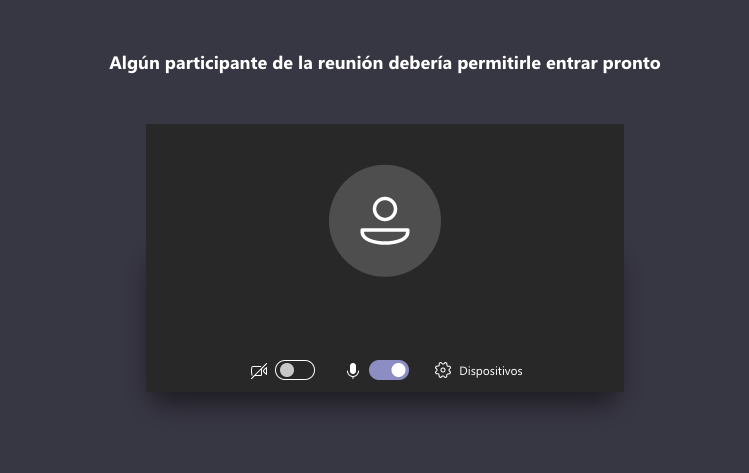 Algún participante de la reunión debería permitirle entrar pronto
Dispositivos